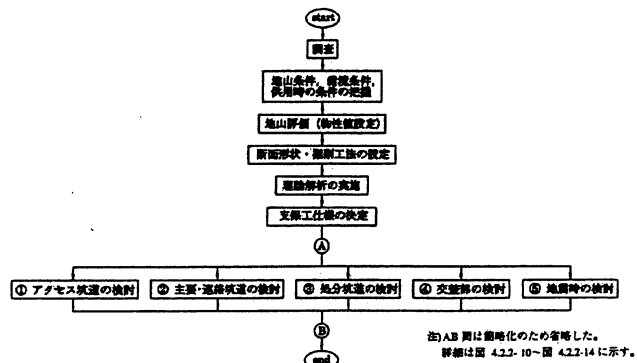 start
調査
地山条件,環境条件,
供用時の条件の把握
地山評価(物性値設定)
断面形状・掘削工法の設定
理論解析の実施
支保工仕様の決定
A
① アクセス坑道の検討
② 主要・連絡坑道の検討
③ 処分坑道の検討
④ 交差部の検討
⑤ 地震時の検討
B
注)AB 間は簡略化のため省略した。
詳細は図 4.2.2-10~図 4.2.2-14 に示す。
end